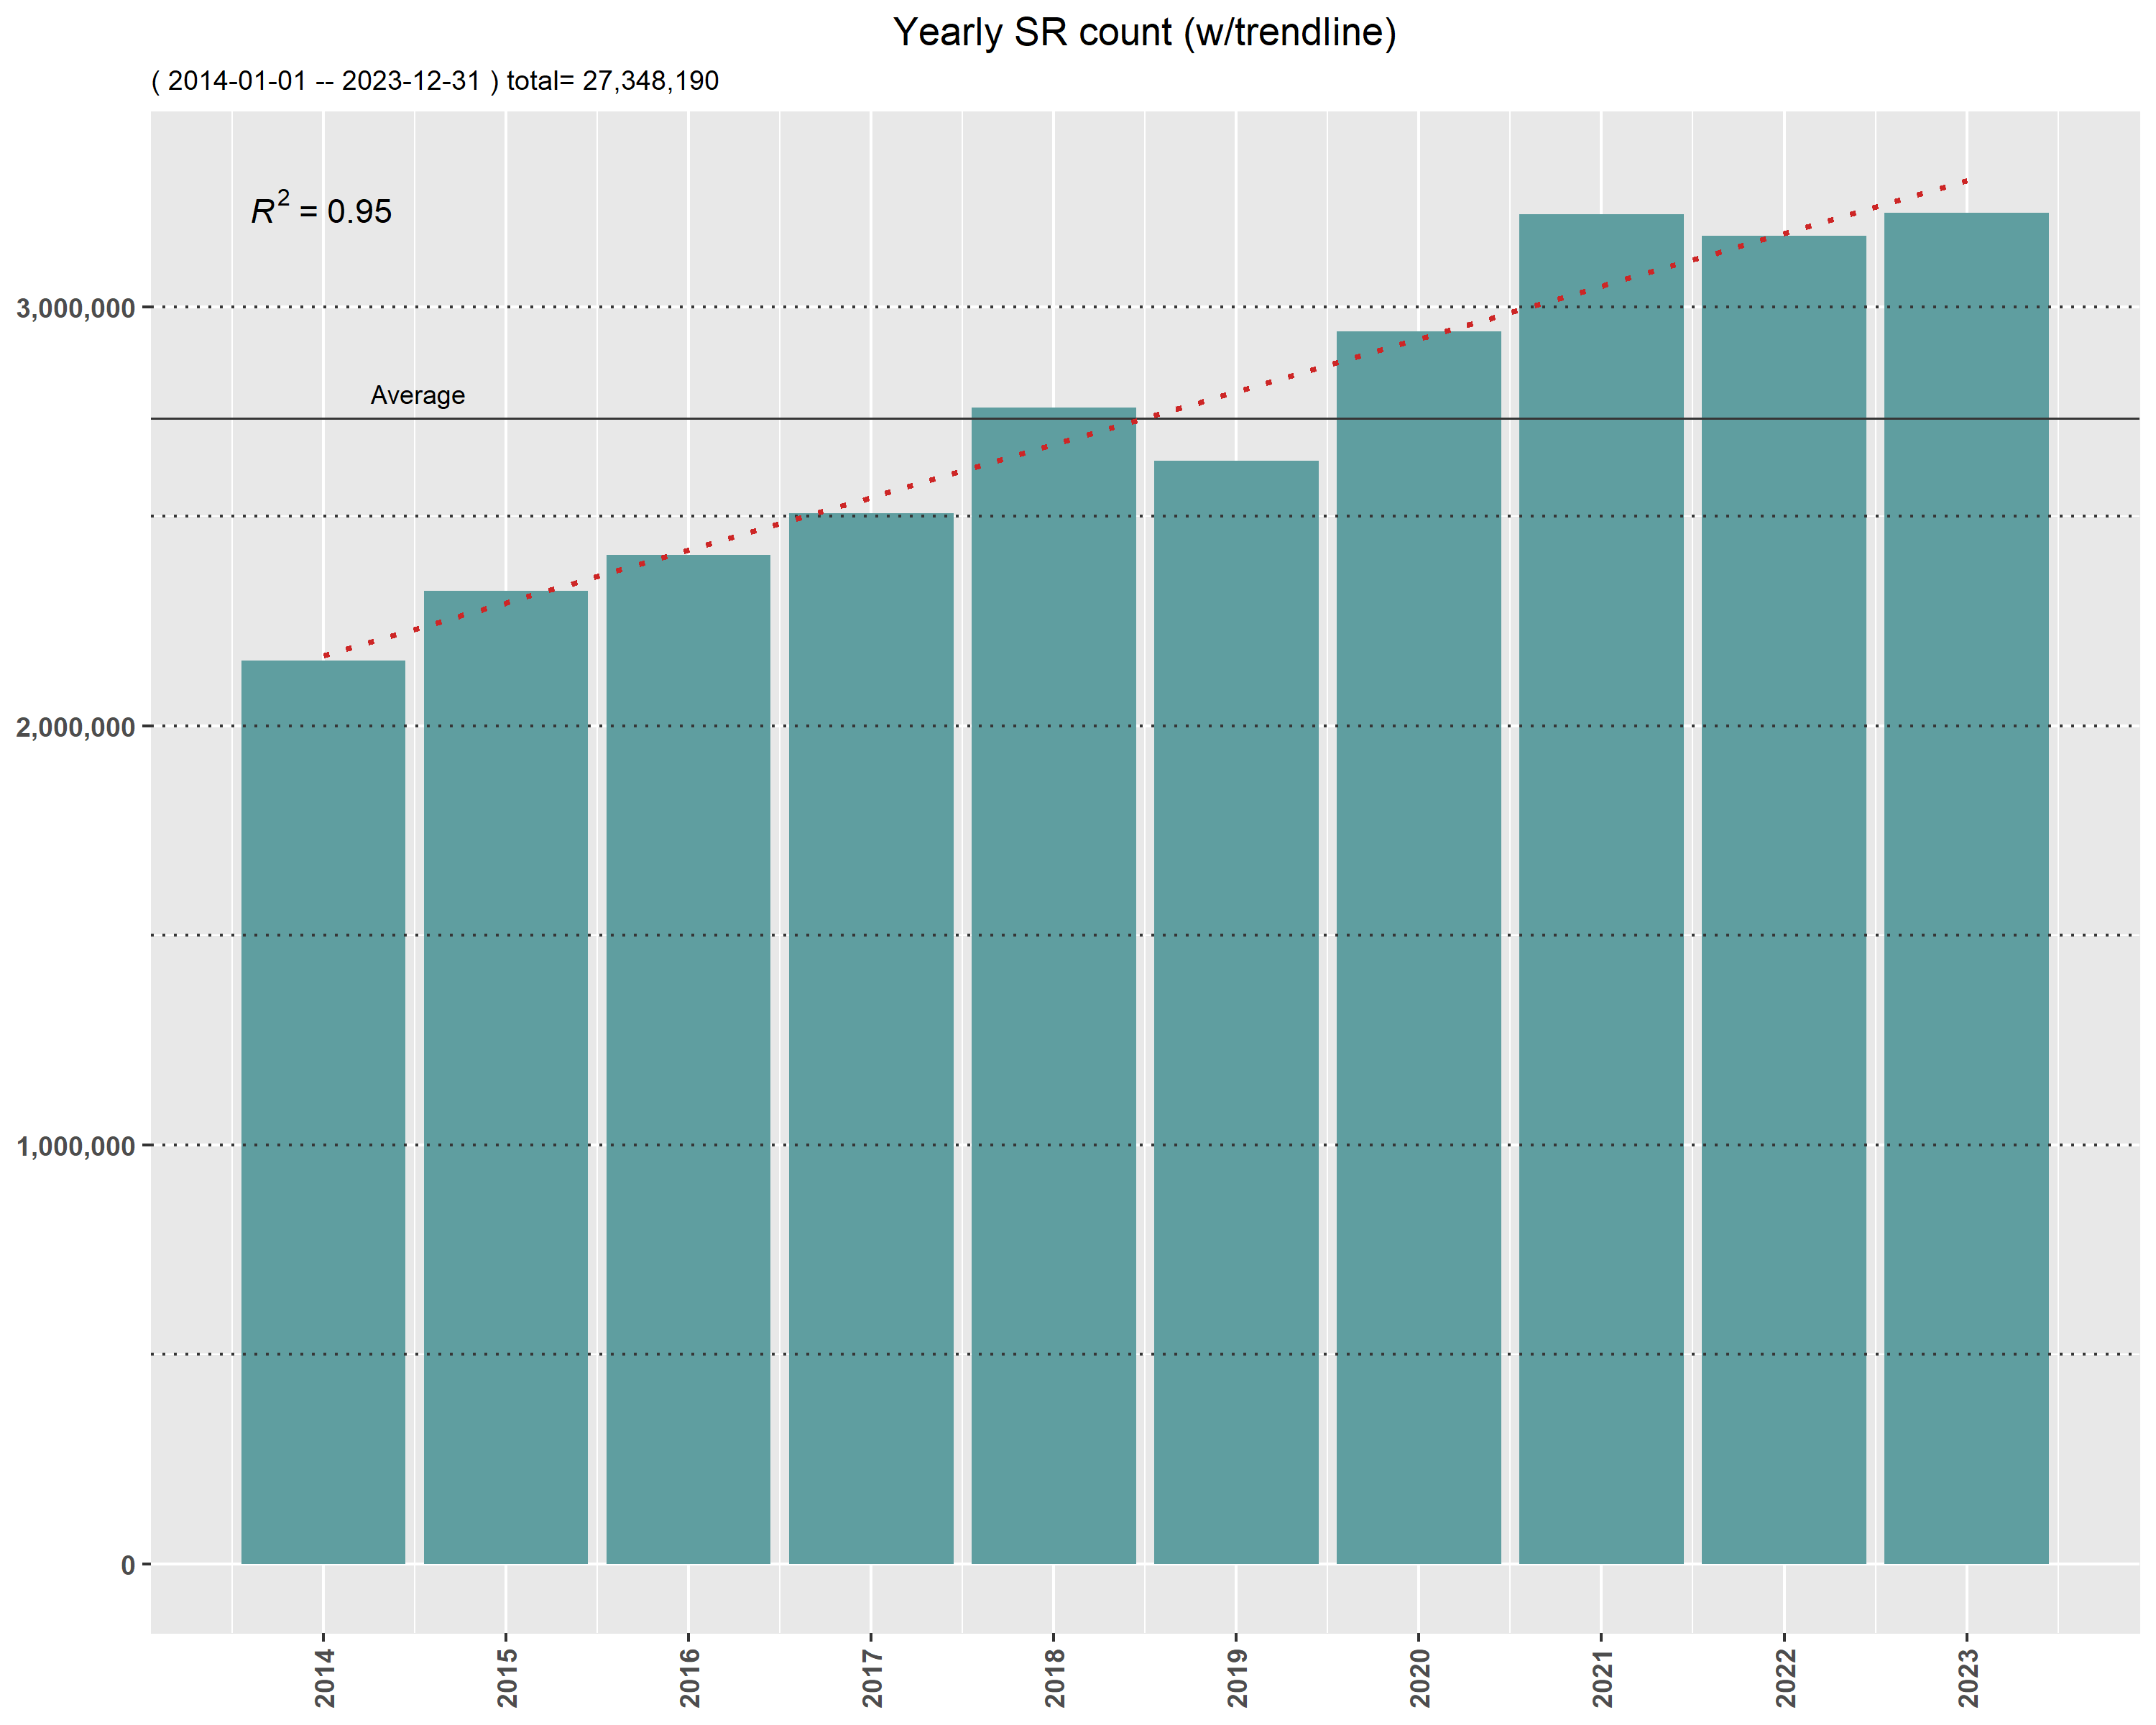 Yearly SR count (w/trendline)
( 2014-01-01 -- 2023-12-31 ) total= 27,348,190
R² = 0.95
3,000,000
Average
2,000,000
1,000,000
0
2014 2015 2016 2017 2018 2019 2020 2021 2022 2023